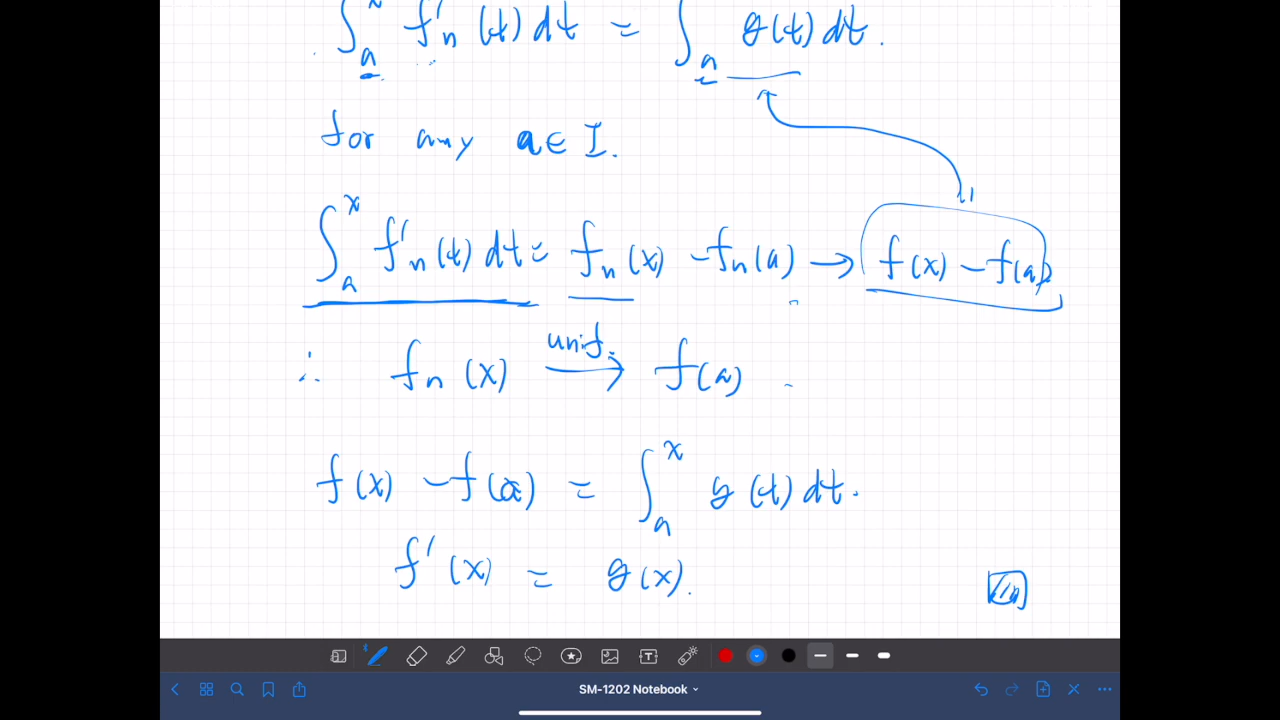 ∫_a^x f'_n (t) dt = ∫_a g(t) dt.
for any a ∈ I.
∫_a^x f'_n (t) dt = f_n (x) - f_n (a) → f(x) - f(a)
∴ f_n (x) unif. → f(a)
f(x) - f(a) = ∫_a^x g(t) dt.
f'(x) = g(x).
SM-1202 Notebook